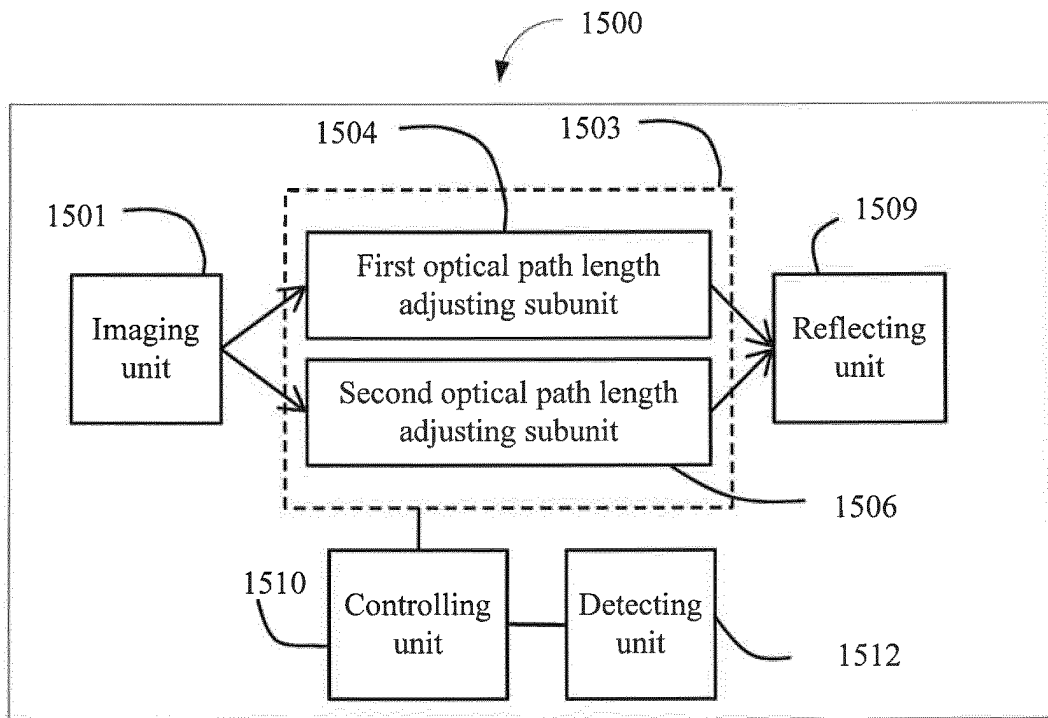 1500
1504
1503
1501
1509
First optical path length
adjusting subunit
Imaging
unit
Reflecting
unit
Second optical path length
adjusting subunit
1506
1510
Controlling
unit
Detecting
unit
1512